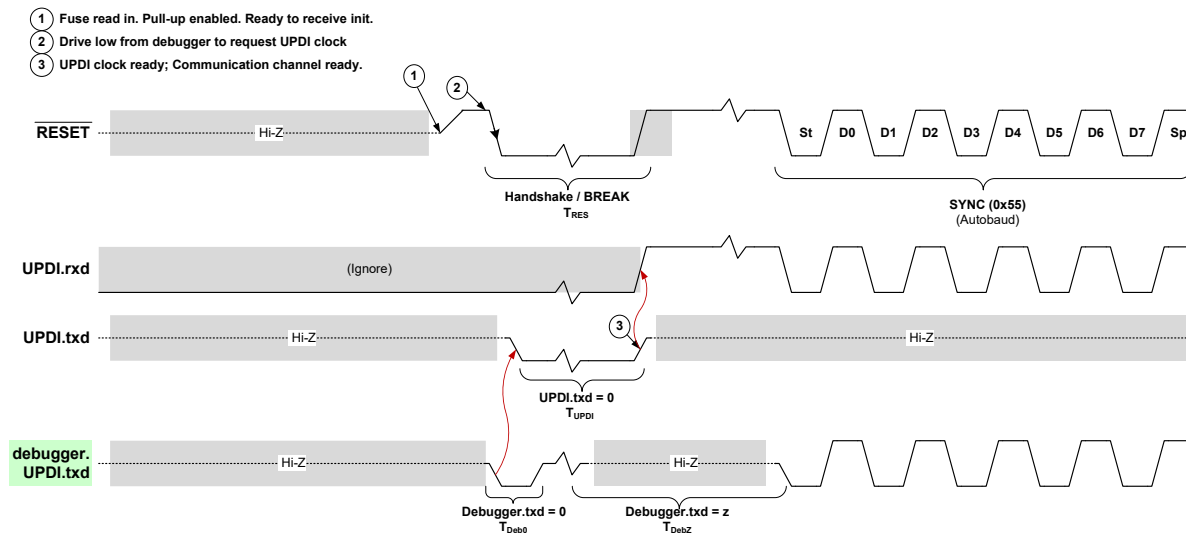 1 Fuse read in. Pull-up enabled. Ready to receive init.
2 Drive low from debugger to request UPDI clock
3 UPDI clock ready; Communication channel ready.
1
2
RESET
Hi-Z
St D0 D1 D2 D3 D4 D5 D6 D7 Sp
Handshake / BREAK
TRES
SYNC (0x55)
(Autobaud)
UPDI.rxd
(Ignore)
UPDI.txd
Hi-Z
3
Hi-Z
UPDI.txd = 0
TUPDI
debugger.
UPDI.txd
Hi-Z
Hi-Z
Debugger.txd = 0
TDeb0
Debugger.txd = z
TDebZ